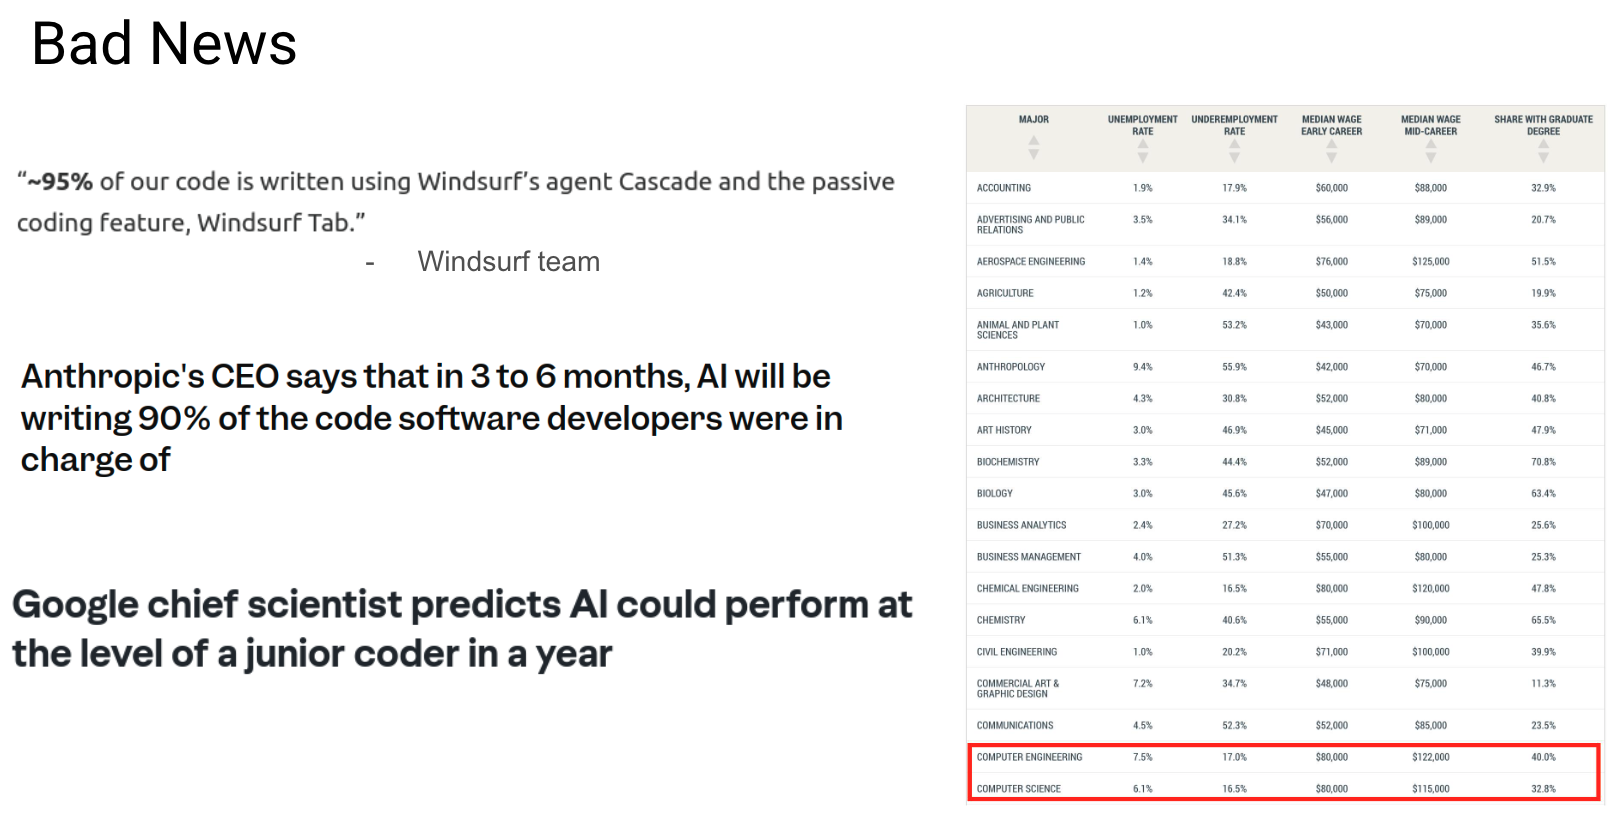 Bad News
“~95% of our code is written using Windsurf’s agent Cascade and the passive
coding feature, Windsurf Tab.”
- Windsurf team
Anthropic's CEO says that in 3 to 6 months, AI will be
writing 90% of the code software developers were in
charge of
Google chief scientist predicts AI could perform at
the level of a junior coder in a year
MAJOR UNEMPLOYMENT UNDEREMPLOYMENT MEDIAN WAGE MEDIAN WAGE SHARE WITH GRADUATE
RATE RATE EARLY CAREER MID-CAREER DEGREE
ACCOUNTING 1.9% 17.9% $60,000 $88,000 32.9%
ADVERTISING AND PUBLIC 3.5% 34.1% $56,000 $89,000 20.7%
RELATIONS
AEROSPACE ENGINEERING 1.4% 18.8% $76,000 $125,000 51.5%
AGRICULTURE 1.2% 42.4% $50,000 $75,000 19.9%
ANIMAL AND PLANT 1.0% 53.2% $43,000 $70,000 35.6%
SCIENCES
ANTHROPOLOGY 9.4% 55.9% $42,000 $70,000 46.7%
ARCHITECTURE 4.3% 30.8% $52,000 $80,000 40.8%
ART HISTORY 3.0% 46.9% $45,000 $71,000 47.9%
BIOCHEMISTRY 3.3% 44.4% $52,000 $89,000 70.8%
BIOLOGY 3.0% 45.6% $47,000 $80,000 63.4%
BUSINESS ANALYTICS 2.4% 27.2% $70,000 $100,000 25.6%
BUSINESS MANAGEMENT 4.0% 51.3% $55,000 $80,000 25.3%
CHEMICAL ENGINEERING 2.0% 16.5% $80,000 $120,000 47.8%
CHEMISTRY 6.1% 40.6% $55,000 $90,000 65.5%
CIVIL ENGINEERING 1.0% 20.2% $71,000 $100,000 39.9%
COMMERCIAL ART & 7.2% 34.7% $48,000 $75,000 11.3%
GRAPHIC DESIGN
COMMUNICATIONS 4.5% 52.3% $52,000 $85,000 23.5%
COMPUTER ENGINEERING 7.5% 17.0% $80,000 $122,000 40.0%
COMPUTER SCIENCE 6.1% 16.5% $80,000 $115,000 32.8%